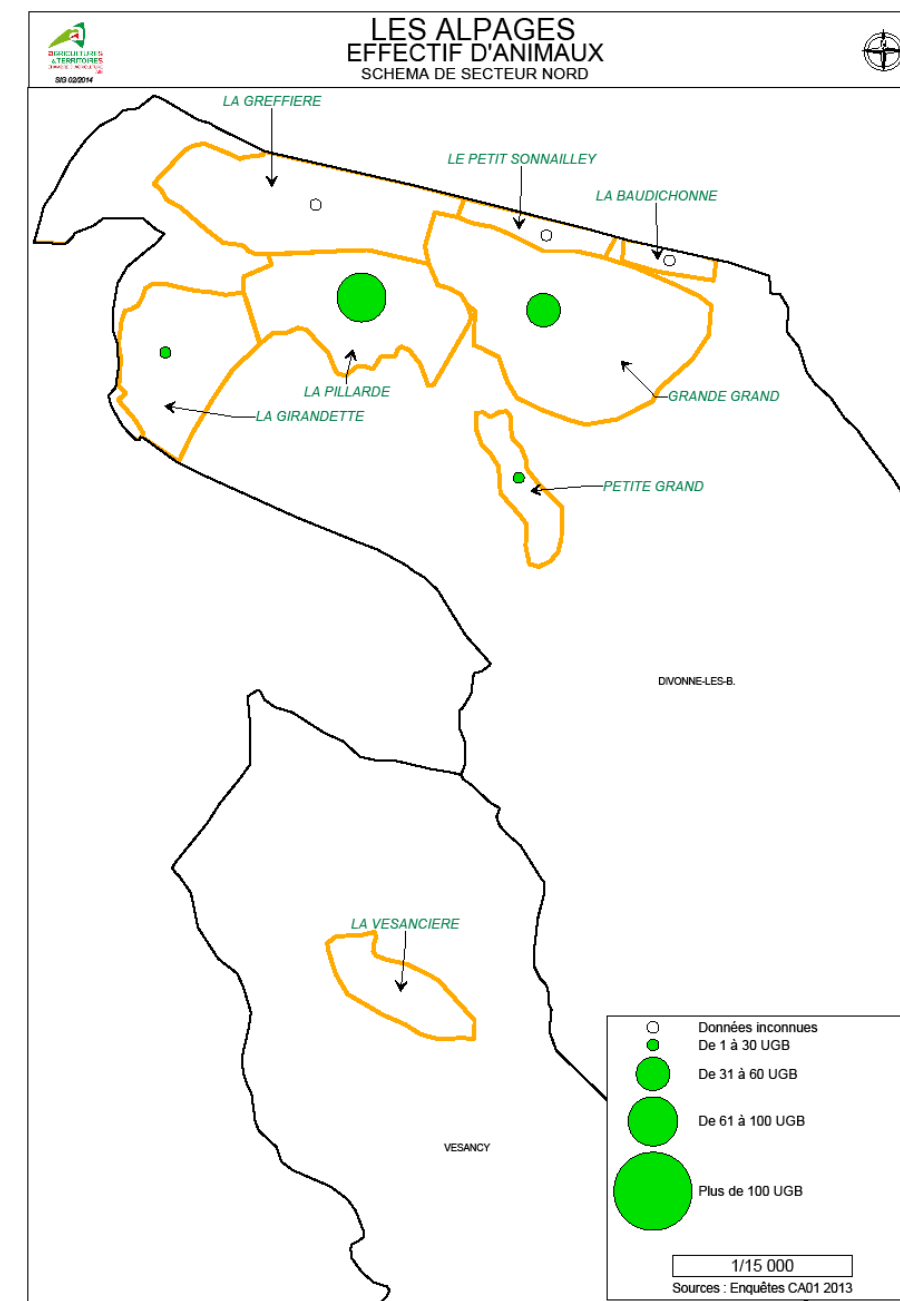 LES ALPAGES
EFFECTIF D'ANIMAUX
SCHEMA DE SECTEUR NORD
AGRICULTURES
& TERRITOIRES
SIG 02/2014
LA GREFFIERE
LE PETIT SONNAILLEY
LA BAUDICHONNE
LA PILLARDE
GRANDE GRAND
LA GIRANDETTE
PETITE GRAND
DIVONNE-LES-B.
LA VESANCIERE
VESANCY
Données inconnues
De 1 à 30 UGB
De 31 à 60 UGB
De 61 à 100 UGB
Plus de 100 UGB
1/15 000
Sources : Enquêtes CA01 2013